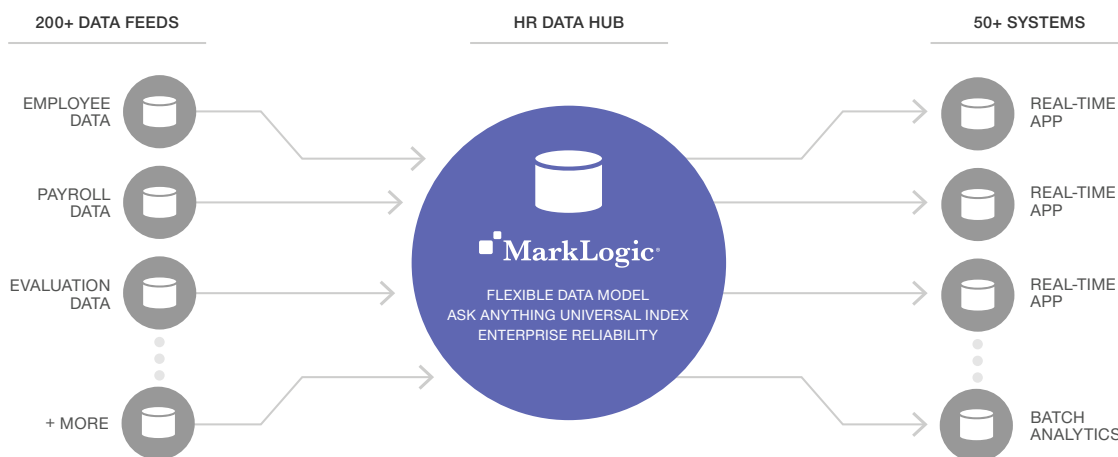 200+ DATA FEEDS
HR DATA HUB
50+ SYSTEMS
EMPLOYEE
DATA
PAYROLL
DATA
EVALUATION
DATA
+ MORE
MarkLogic®
FLEXIBLE DATA MODEL
ASK ANYTHING UNIVERSAL INDEX
ENTERPRISE RELIABILITY
REAL-TIME
APP
REAL-TIME
APP
REAL-TIME
APP
BATCH
ANALYTICS